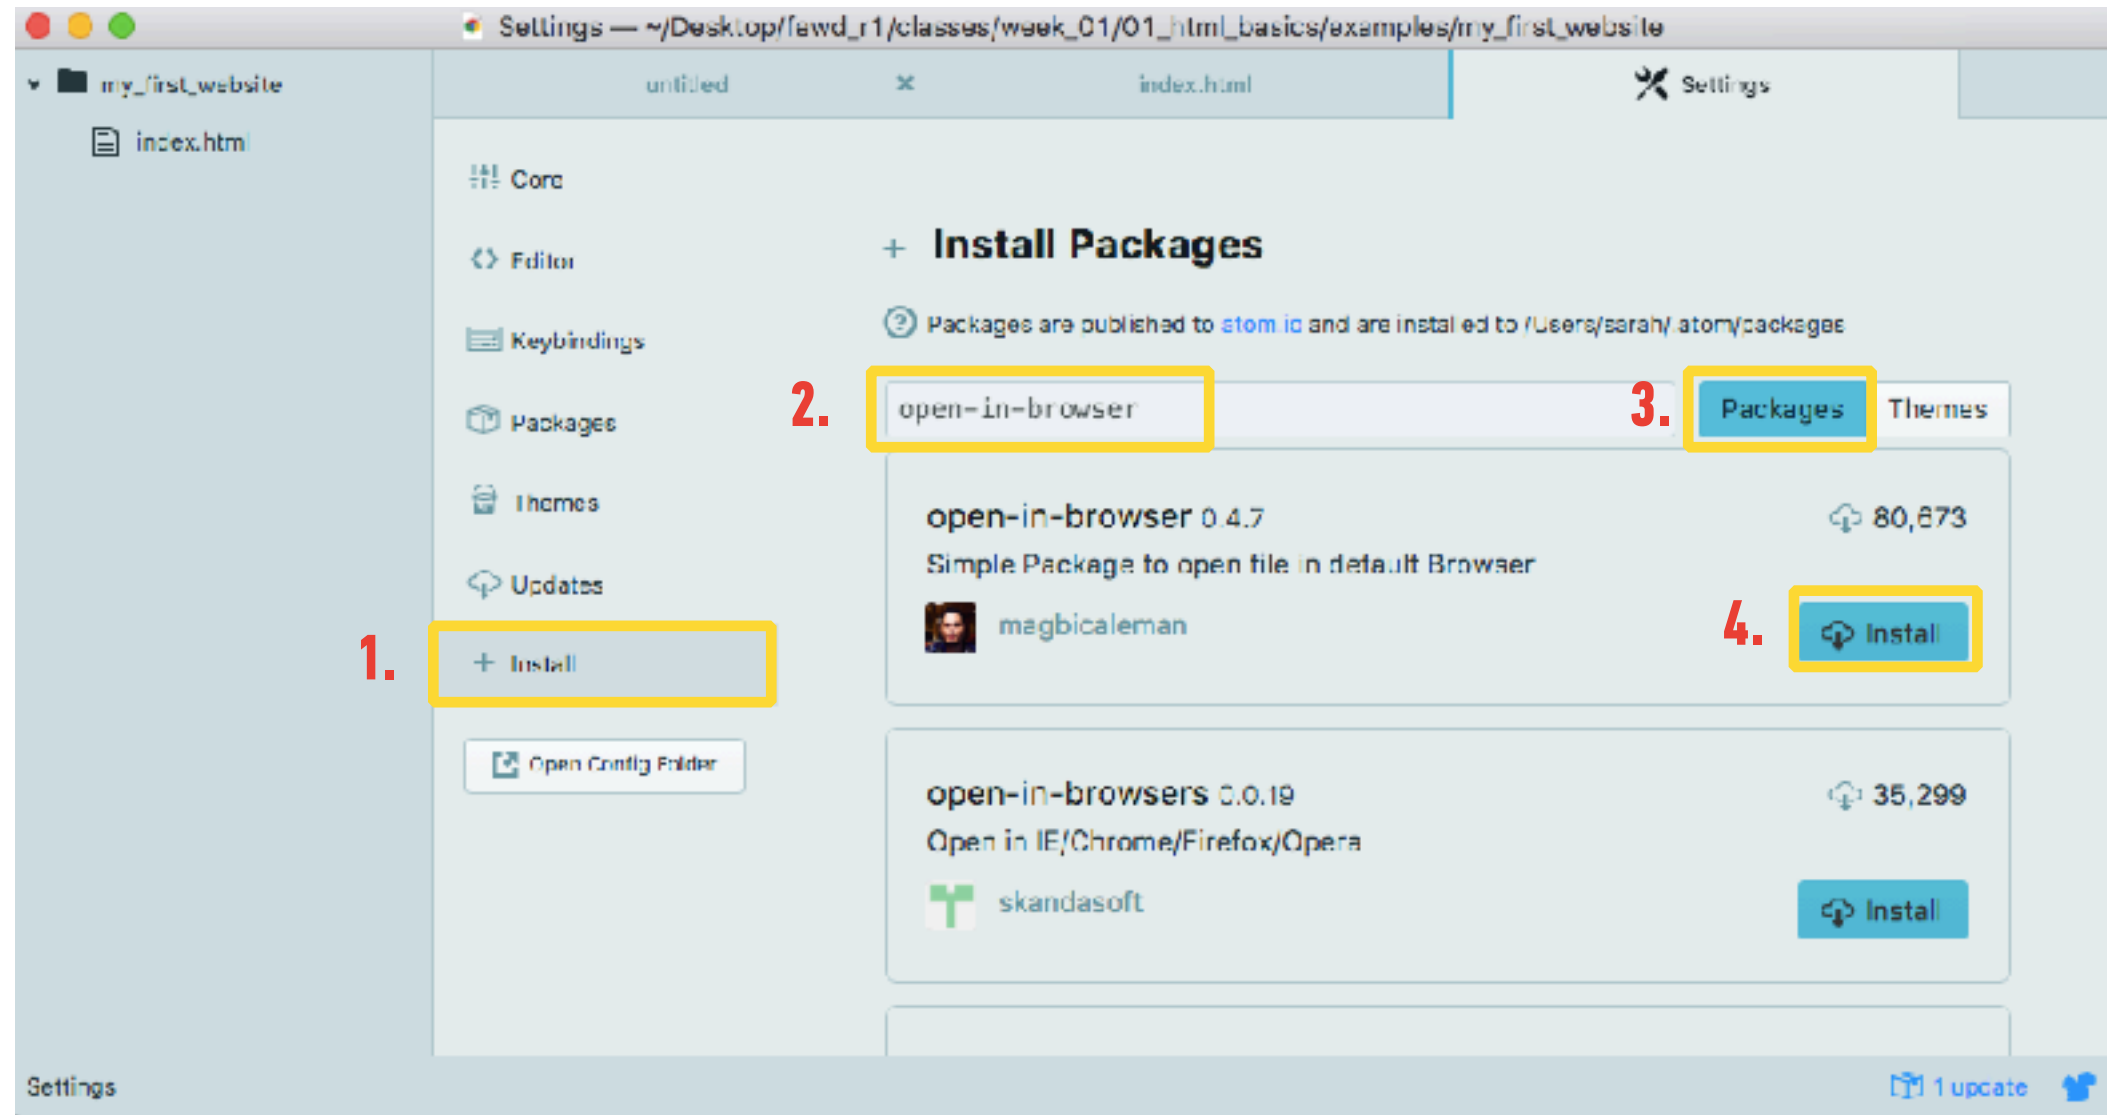 Settings — ~/Desktop/fewd_r1/classes/week_01/01_html_basics/examples/my_first_website
my_first_website
untitled
index.html
Settings
index.html
Core
Editor
Keybindings
Packages
Themes
Updates
1.
+ Install
Open Config Folder
+ Install Packages
Packages are published to atom.io and are installed to /Users/sarah/.atom/packages
2.
open-in-browser
3.
Packages
Themes
open-in-browser 0.4.7
80,673
Simple Package to open file in default Browser
magbicaleman
4.
Install
open-in-browsers 0.0.19
35,299
Open in IE/Chrome/Firefox/Opera
skandasoft
Install
Settings
1 update